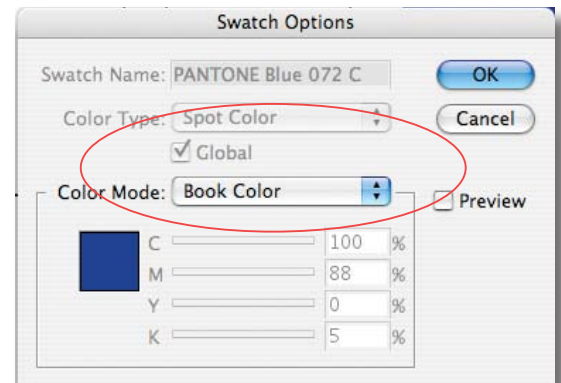 Swatch Options
Swatch Name: PANTONE Blue 072 C OK
Color Type: Spot Color Cancel
Global
Color Mode: Book Color Preview
C 100 %
M 88 %
Y 0 %
K 5 %